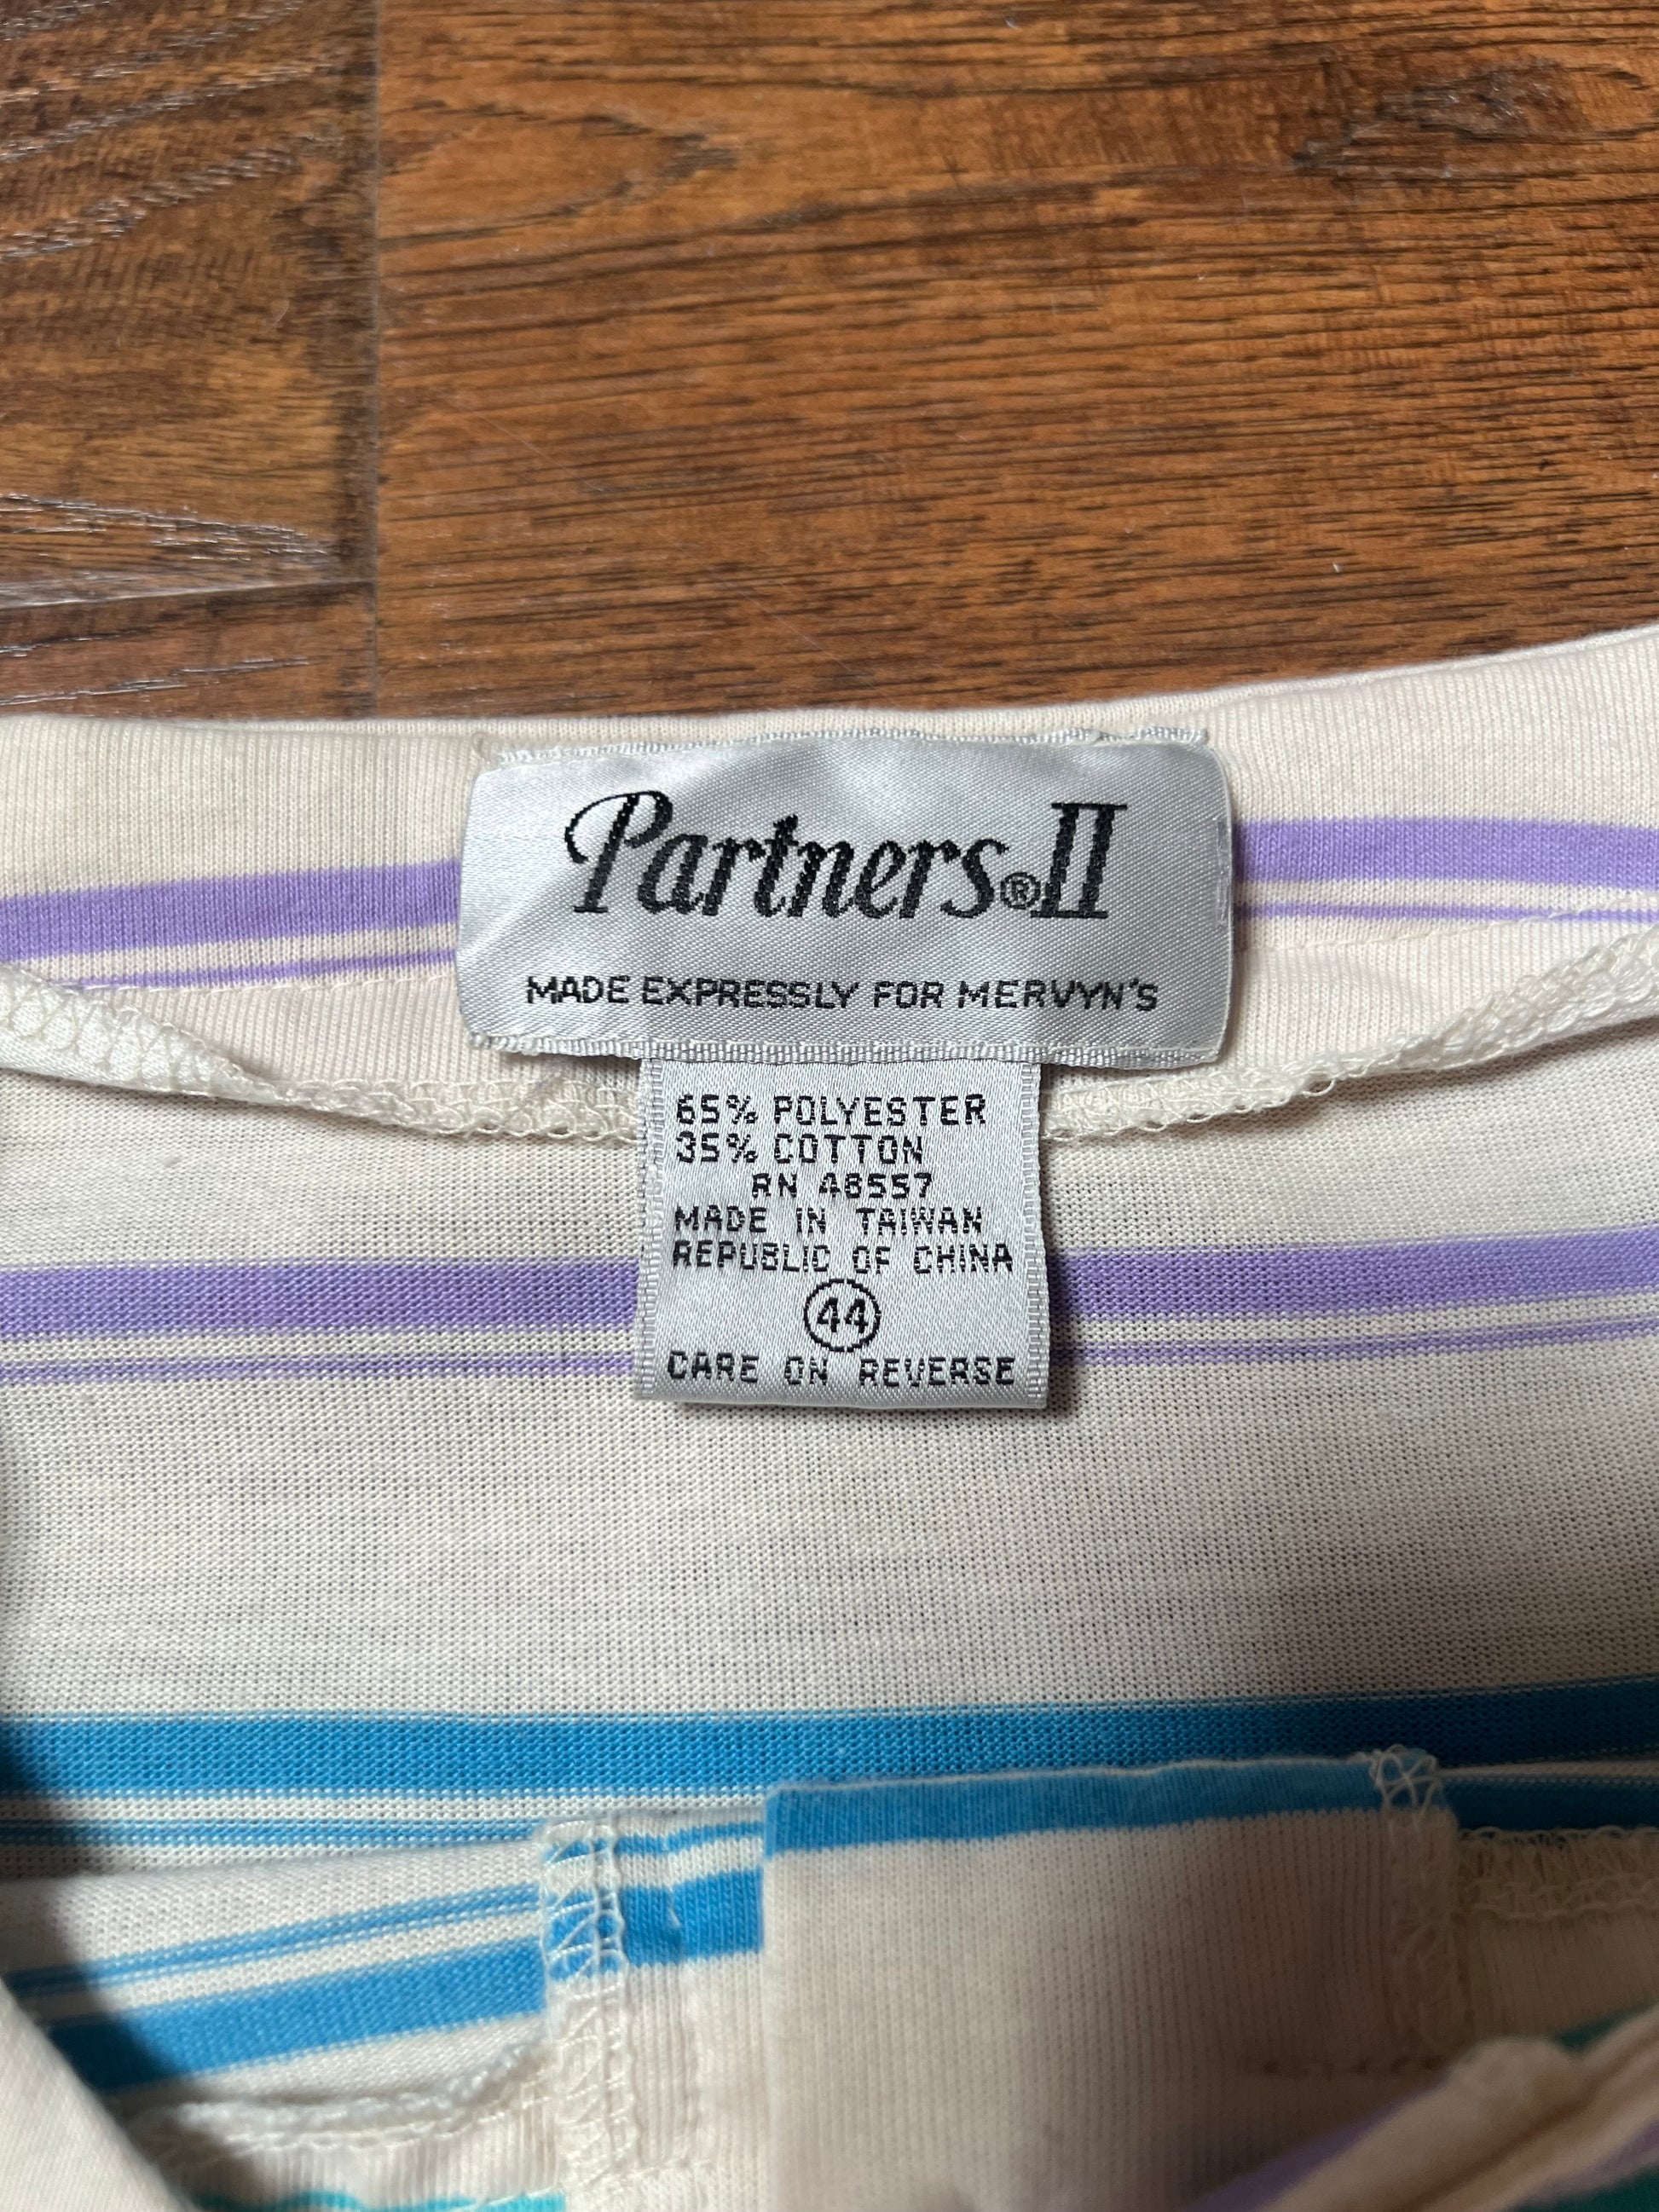 Partners®II
MADE EXPRESSLY FOR MERVYN'S
65% POLYESTER
35% COTTON
RN 46557
MADE IN TAIWAN
REPUBLIC OF CHINA
44
CARE ON REVERSE